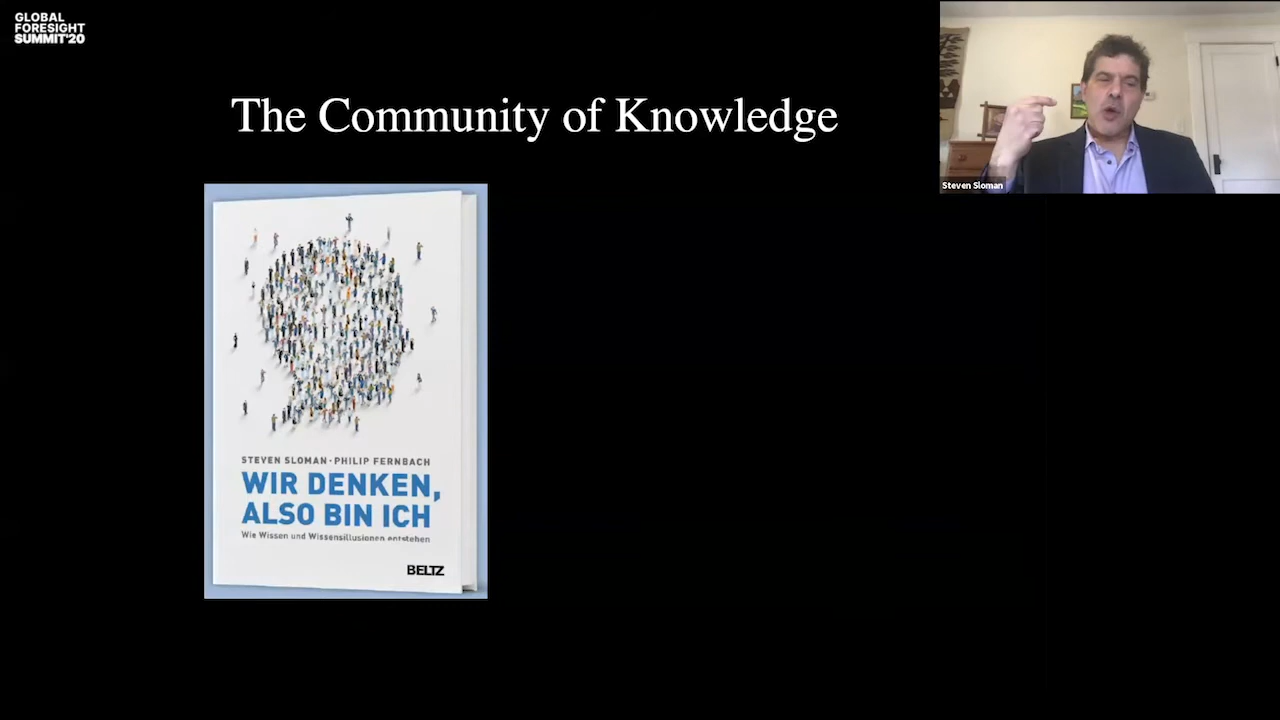 GLOBAL
FORESIGHT
SUMMIT'20
The Community of Knowledge
Steven Sloman
STEVEN SLOMAN · PHILIP FERNBACH
WIR DENKEN,
ALSO BIN ICH
Wie Wissen und Wissensillusionen entstehen
BELTZ